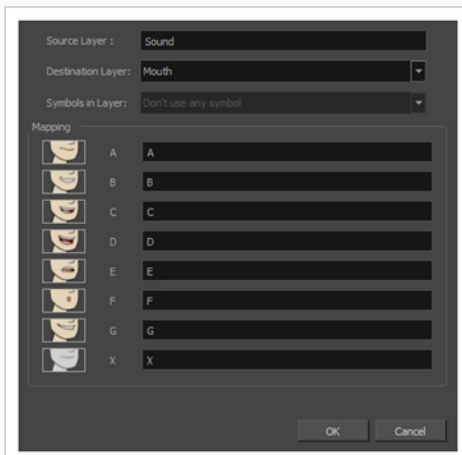 Source Layer : Sound
Destination Layer: Mouth
Symbols in Layer: Don't use any symbol
Mapping
A A
B B
C C
D D
E E
F F
G G
X X
OK Cancel